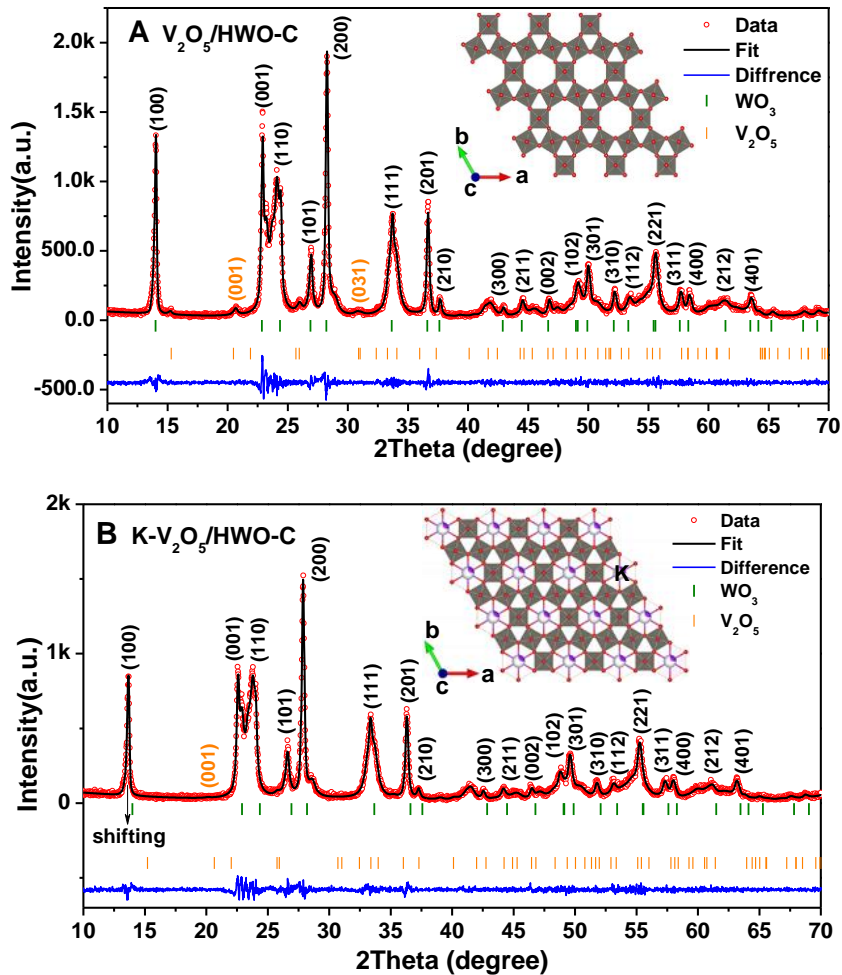 A V₂O₅/HWO-C
Data
Fit
Diffrence
WO₃
V₂O₅
b
c
a
(100)
(001)
(001)
(110)
(101)
(200)
(031)
(111)
(201)
(210)
(300)
(211)
(002)
(102)
(301)
(310)
(112)
(221)
(311)
(400)
(212)
(401)
2.0k
1.5k
1.0k
500.0
0.0
-500.0
Intensity(a.u.)
10 15 20 25 30 35 40 45 50 55 60 65 70
2Theta (degree)
B K-V₂O₅/HWO-C
Data
Fit
Difference
WO₃
V₂O₅
K
b
c
a
(100)
(001)
(001)
(110)
(101)
(200)
(111)
(201)
(210)
(300)
(211)
(002)
(102)
(301)
(310)
(112)
(221)
(311)
(400)
(212)
(401)
shifting
2k
1k
0
Intensity(a.u.)
10 15 20 25 30 35 40 45 50 55 60 65 70
2Theta (degree)